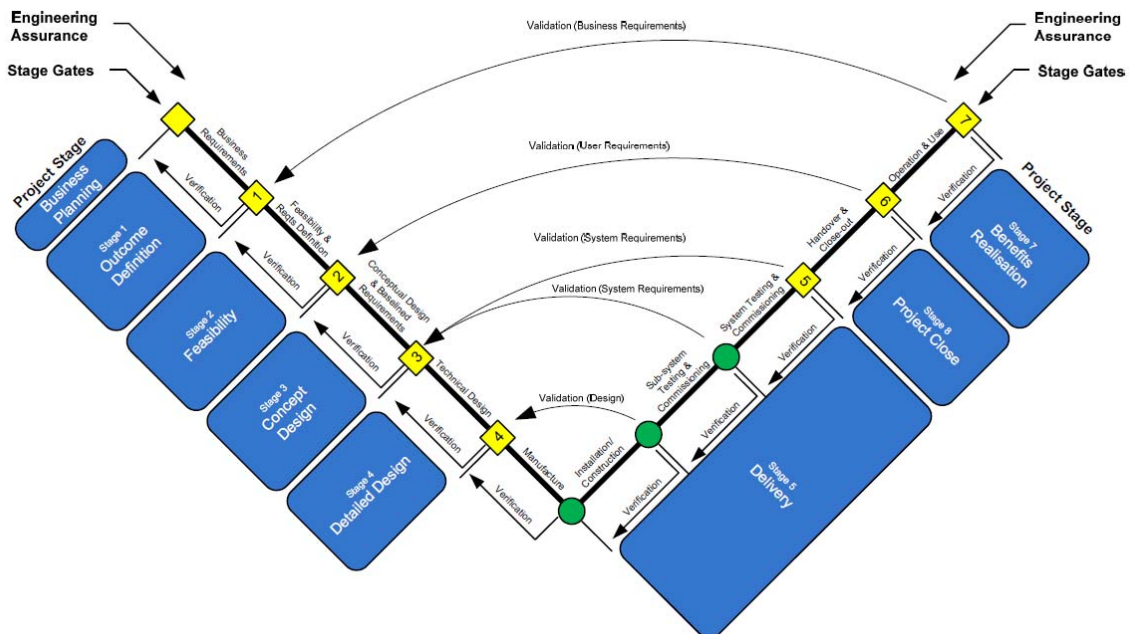 Engineering
Assurance
Stage Gates
Validation (Business Requirements)
Engineering
Assurance
Stage Gates
Project Stage
Business
Planning
Stage 1
Outcome
Definition
Stage 2
Feasibility
Stage 3
Concept
Design
Stage 4
Detailed Design
Verification
Verification
Verification
Verification
Verification
Business
Requirements
1
Feasibility &
Reqts Definition
2
Conceptual Design
& Baselined
Requirements
3
Technical Design
4
Manufacture
Validation (User Requirements)
Validation (System Requirements)
Validation (System Requirements)
Validation (Design)
Installation/
Construction
Sub-system
Testing &
Commissioning
System Testing &
Commissioning
5
Handover &
Close-out
6
Operation & Use
7
Verification
Verification
Verification
Verification
Verification
Project Stage
Stage 7
Benefits
Realisation
Stage 6
Project Close
Stage 5
Delivery